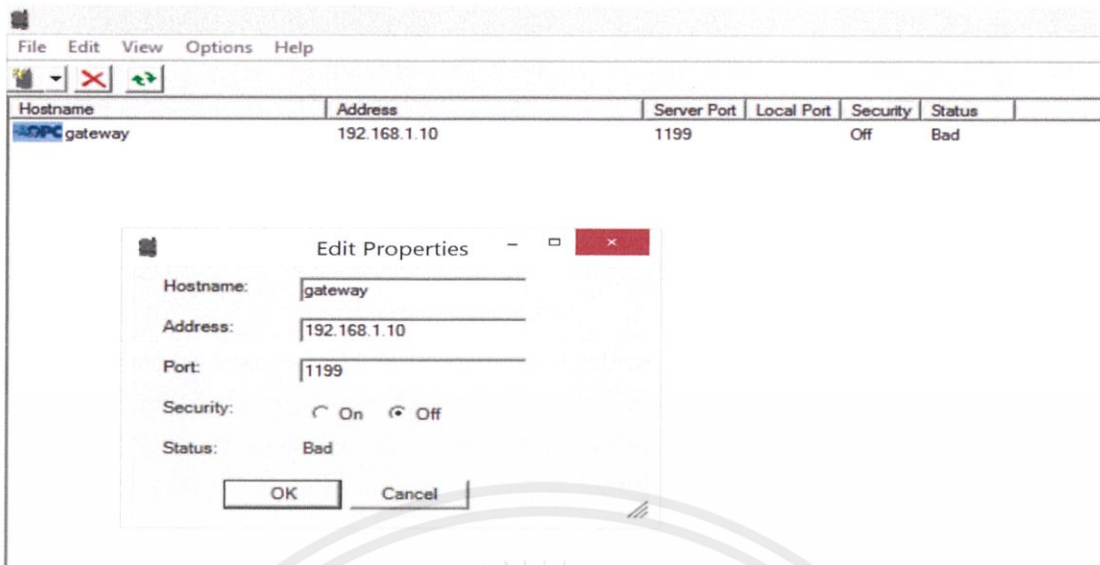 File Edit View Options Help
Hostname Address Server Port Local Port Security Status
OPC gateway 192.168.1.10 1199 Off Bad
Edit Properties
Hostname: gateway
Address: 192.168.1.10
Port: 1199
Security: On Off
Status: Bad
OK Cancel